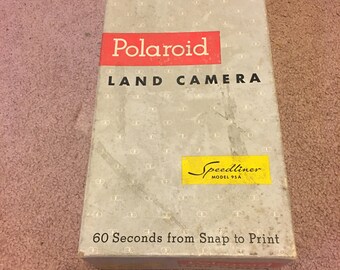 Polaroid
LAND CAMERA
Speedliner
MODEL 95A
60 Seconds from Snap to Print